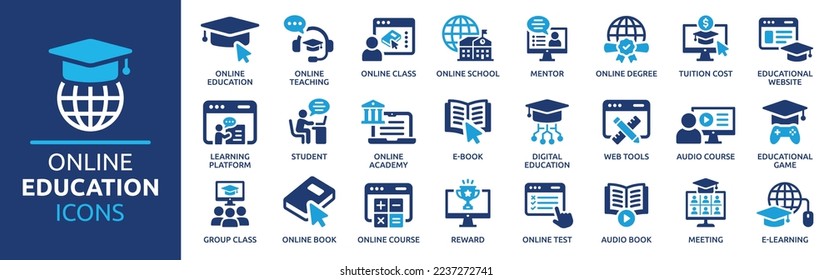 ONLINE
EDUCATION
ICONS
ONLINE
EDUCATION
ONLINE
TEACHING
ONLINE CLASS
ONLINE SCHOOL
MENTOR
ONLINE DEGREE
TUITION COST
EDUCATIONAL
WEBSITE
LEARNING
PLATFORM
STUDENT
ONLINE
ACADEMY
E-BOOK
DIGITAL
EDUCATION
WEB TOOLS
AUDIO COURSE
EDUCATIONAL
GAME
GROUP CLASS
ONLINE BOOK
ONLINE COURSE
REWARD
ONLINE TEST
AUDIO BOOK
MEETING
E-LEARNING
shutterstock.com · 2237272741